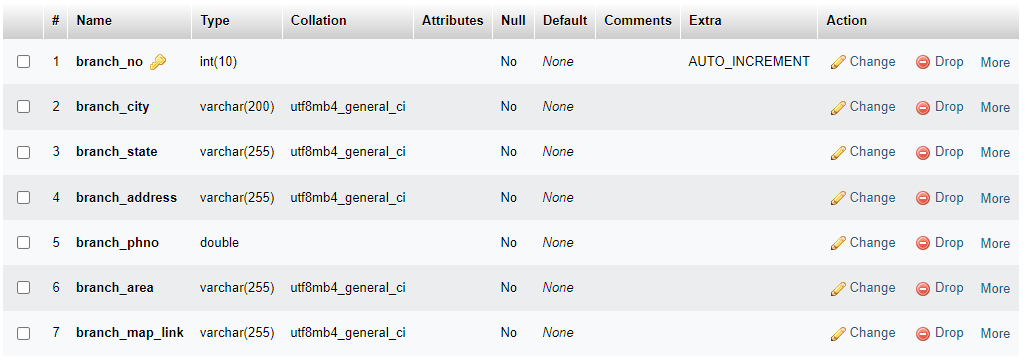 # Name Type Collation Attributes Null Default Comments Extra Action
1 branch_no int(10) No None AUTO_INCREMENT Change Drop More
2 branch_city varchar(200) utf8mb4_general_ci No None Change Drop More
3 branch_state varchar(255) utf8mb4_general_ci No None Change Drop More
4 branch_address varchar(255) utf8mb4_general_ci No None Change Drop More
5 branch_phno double No None Change Drop More
6 branch_area varchar(255) utf8mb4_general_ci No None Change Drop More
7 branch_map_link varchar(255) utf8mb4_general_ci No None Change Drop More